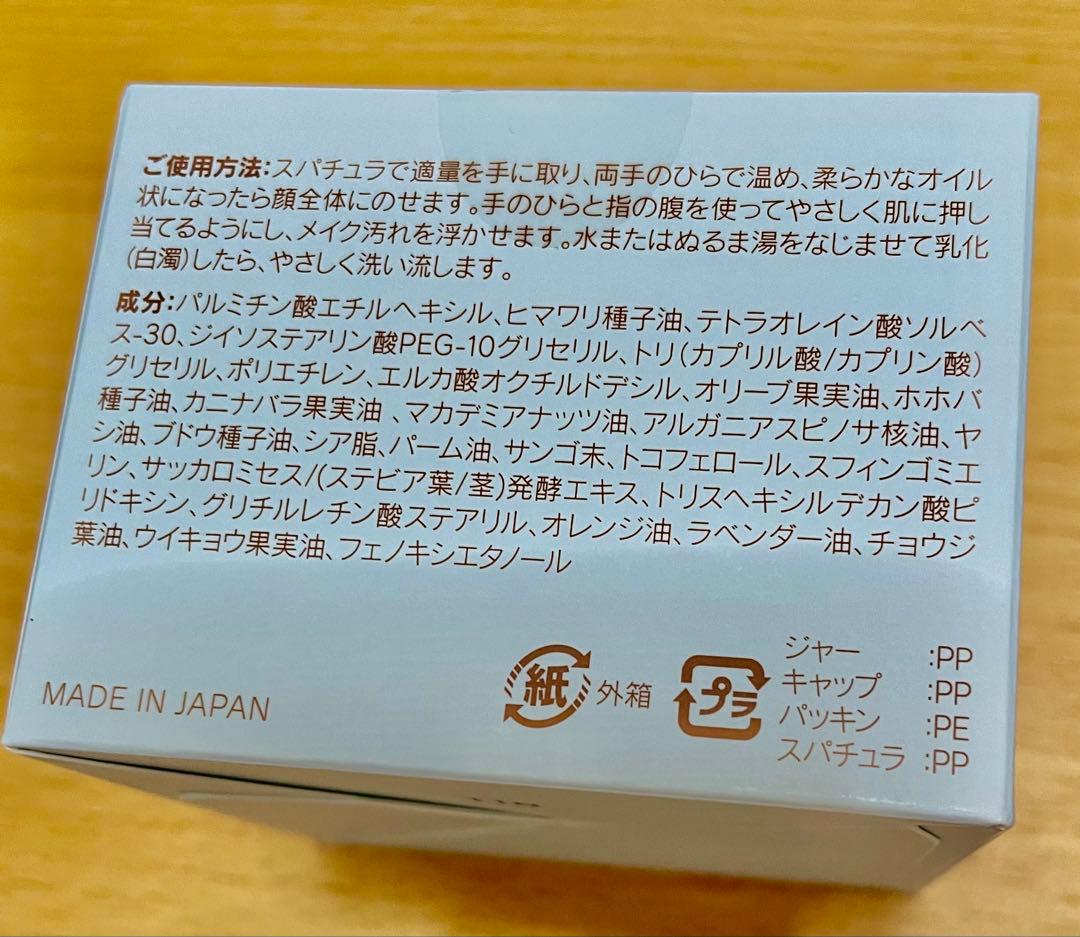 ご使用方法:スパチュラで適量を手に取り、両手のひらで温め、柔らかなオイル
状になったら顔全体にのせます。手のひらと指の腹を使ってやさしく肌に押し
当てるようにし、メイク汚れを浮かせます。水またはぬるま湯をなじませて乳化
(白濁)したら、やさしく洗い流します。
成分:パルミチン酸エチルヘキシル、ヒマワリ種子油、テトラオレイン酸ソルベ
ス-30、ジイソステアリン酸PEG-10グリセリル、トリ(カプリル酸/カプリン酸)
グリセリル、ポリエチレン、エルカ酸オクチルドデシル、オリーブ果実油、ホホバ
種子油、カニナバラ果実油 、マカデミアナッツ油、アルガニアスピノサ核油、ヤ
シ油、ブドウ種子油、シア脂、パーム油、サンゴ末、トコフェロール、スフィンゴミエ
リン、サッカロミセス/(ステビア葉/茎)発酵エキス、トリスヘキシルデカン酸ピ
リドキシン、グリチルレチン酸ステアリル、オレンジ油、ラベンダー油、チョウジ
葉油、ウイキョウ果実油、フェノキシエタノール
MADE IN JAPAN
紙 外箱
プラ
ジャー :PP
キャップ :PP
パッキン :PE
スパチュラ :PP